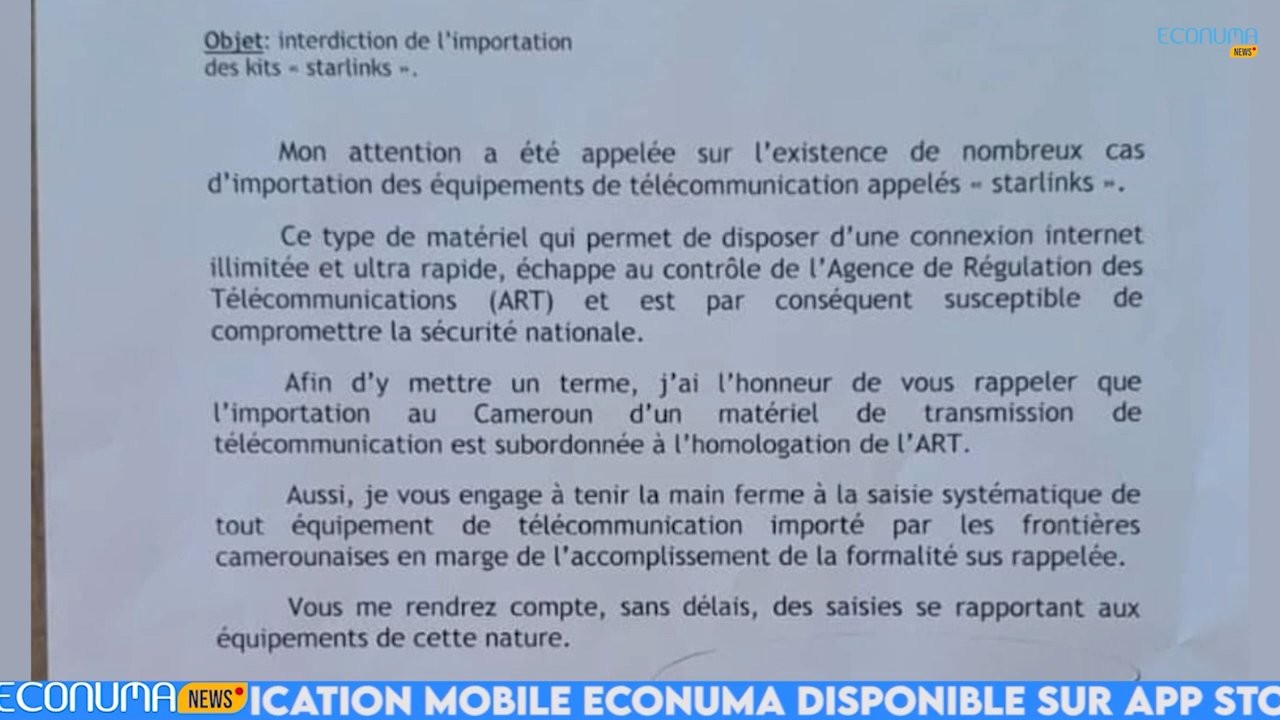 Objet: interdiction de l'importation
des kits « starlinks ».
ECONUMA
NEWS
Mon attention a été appelée sur l'existence de nombreux cas
d'importation des équipements de télécommunication appelés « starlinks ».
Ce type de matériel qui permet de disposer d'une connexion internet
illimitée et ultra rapide, échappe au contrôle de l'Agence de Régulation des
Télécommunications (ART) et est par conséquent susceptible de
compromettre la sécurité nationale.
Afin d'y mettre un terme, j'ai l'honneur de vous rappeler que
l'importation au Cameroun d'un matériel de transmission de
télécommunication est subordonnée à l'homologation de l'ART.
Aussi, je vous engage à tenir la main ferme à la saisie systématique de
tout équipement de télécommunication importé par les frontières
camerounaises en marge de l'accomplissement de la formalité sus rappelée.
Vous me rendrez compte, sans délais, des saisies se rapportant aux
équipements de cette nature.
ECONUMA NEWS ICATION MOBILE ECONUMA DISPONIBLE SUR APP STO